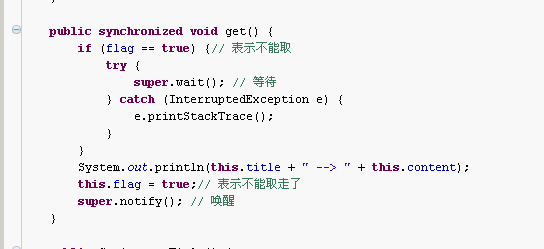 public synchronized void get() {
if (flag == true) {// 表示不能取
try {
super.wait(); // 等待
} catch (InterruptedException e) {
e.printStackTrace();
}
}
System.out.println(this.title + " --> " + this.content);
this.flag = true;// 表示不能取走了
super.notify(); // 唤醒
}